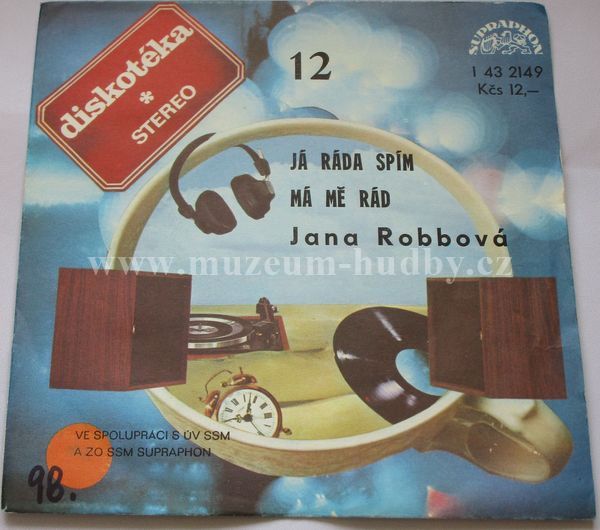 diskotéka
*
STEREO
12
SUPRAPHON
1 43 2149
Kčs 12,—
JÁ RÁDA SPÍM
MÁ MĚ RÁD
Jana Robbová
www.muzeum-hudby.cz
VE SPOLUPRÁCI S ÚV SSM
A ZO SSM SUPRAPHON
98.